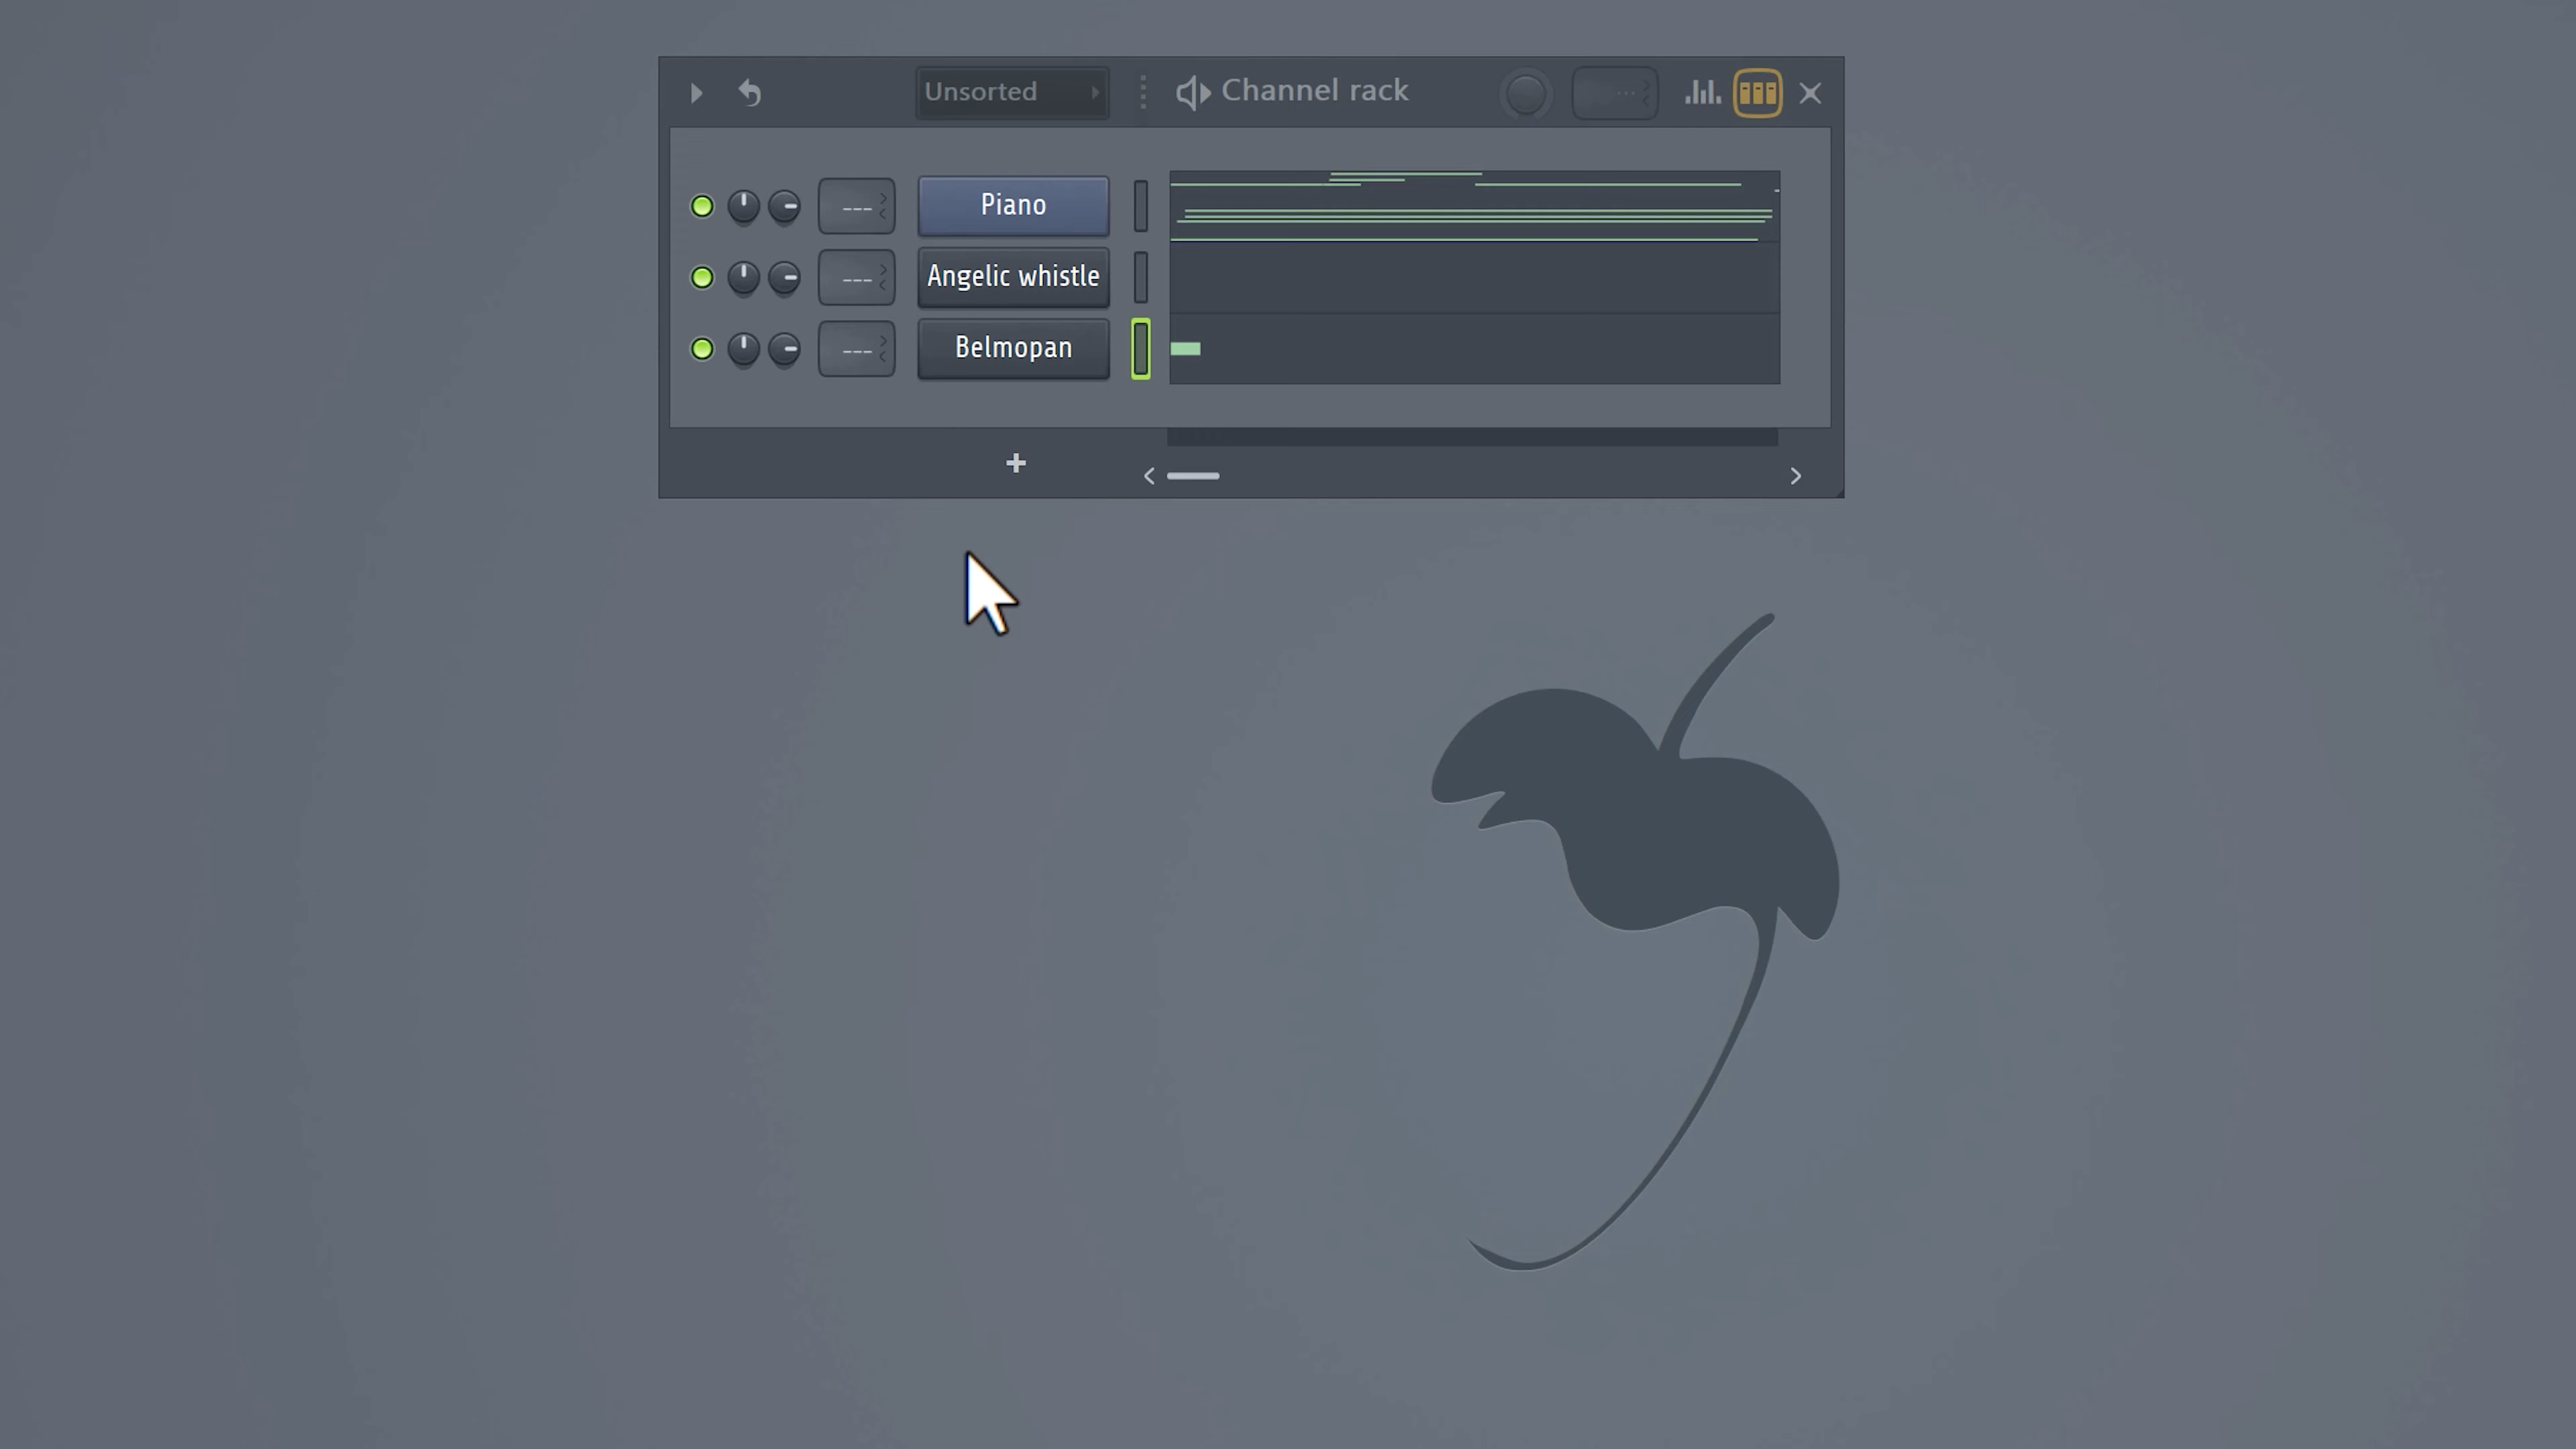 Unsorted
Channel rack
--- Piano
--- Angelic whistle
--- Belmopan